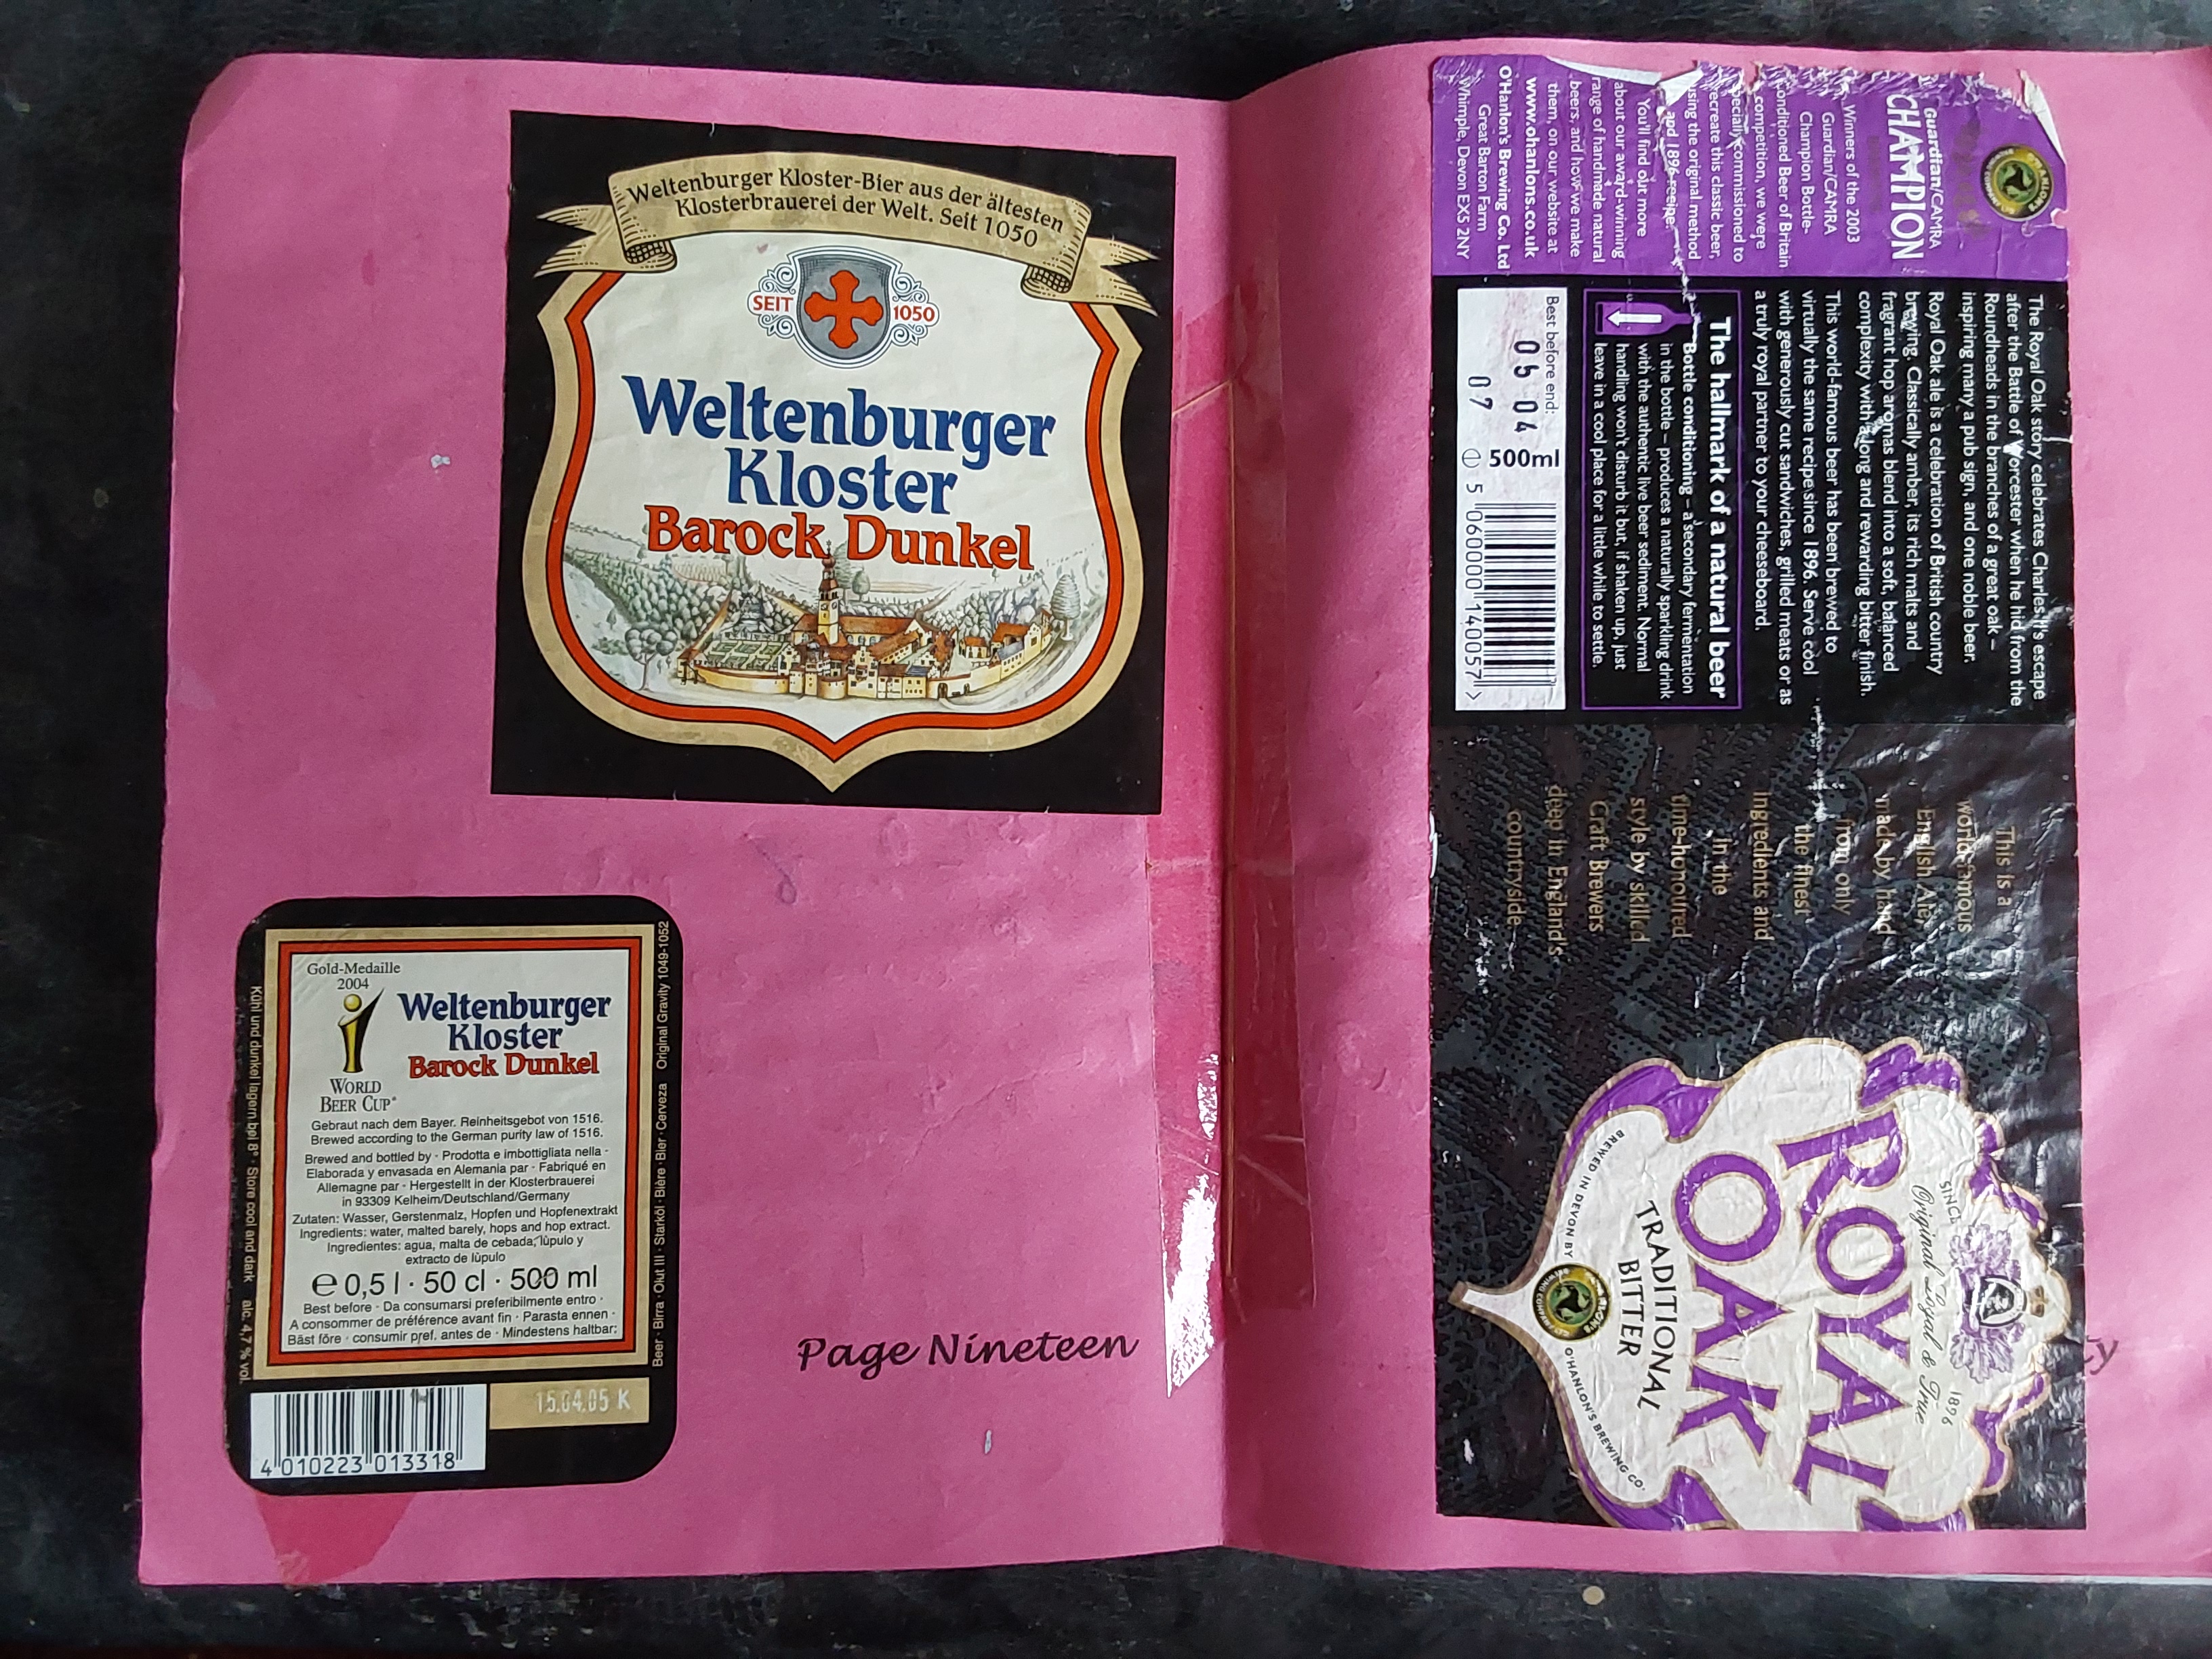 Weltenburger Kloster-Bier aus der ältesten
Klosterbrauerei der Welt. Seit 1050
SEIT 1050
Weltenburger
Kloster
Barock Dunkel
Gold-Medaille
2004
WORLD
BEER CUP®
Weltenburger
Kloster
Barock Dunkel
Gebraut nach dem Bayer. Reinheitsgebot von 1516.
Brewed according to the German purity law of 1516.
Brewed and bottled by · Prodotta e imbottigliata nella ·
Elaborada y envasada en Alemania par · Fabriqué en
Allemagne par · Hergestellt in der Klosterbrauerei
in 93309 Kelheim/Deutschland/Germany
Zutaten: Wasser, Gerstenmalz, Hopfen und Hopfenextrakt
Ingredients: water, malted barely, hops and hop extract.
Ingredientes: agua, malta de cebada, lúpulo y
extracto de lúpulo
e 0,5 l · 50 cl · 500 ml
Best before · Da consumarsi preferibilmente entro ·
A consommer de préférence avant fin · Parasta ennen ·
Bäst före · consumir pref. antes de · Mindestens haltbar:
Kühl und dunkel lagern bei 8° · Store cool and dark alc. 4,7 % vol.
Beer · Birra · Olut III · Starköl · Bière · Bier · Cerveza Original Gravity 1049-1052
15.04.05 K
4 010223 013318
Page Nineteen
Guardian/CAMRA
CHAMPION
Winners of the 2003
Guardian/CAMRA
Champion Bottle-
Conditioned Beer of Britain
competition, we were
specially commissioned to
recreate this classic beer,
using the original method
and 1896 recipe.
You'll find out more
about our award-winning
range of handmade natural
beers, and how we make
them, on our website at
www.ohanlons.co.uk
O'Hanlon's Brewing Co. Ltd
Great Barton Farm
Whimple, Devon EX5 2NY
The Royal Oak story celebrates Charles II's escape
after the Battle of Worcester when he hid from the
Roundheads in the branches of a great oak –
inspiring many a pub sign, and one noble beer.
Royal Oak ale is a celebration of British country
brewing. Classically amber, its rich malts and
fragrant hop aromas blend into a soft, balanced
complexity with a long and rewarding bitter finish.
This world-famous beer has been brewed to
virtually the same recipe since 1896. Serve cool
with generously cut sandwiches, grilled meats or as
a truly royal partner to your cheeseboard.
The hallmark of a natural beer
Bottle conditioning – a secondary fermentation
in the bottle – produces a naturally sparkling drink
with the authentic live beer sediment. Normal
handling won't disturb it but, if shaken up, just
leave in a cool place for a little while to settle.
Best before end:
05 04
07
500ml
e
5 060000 140057 >
This is a
world-famous
English Ale,
made by hand
from only
the finest
ingredients and
in the
time-honoured
style by skilled
Craft Brewers
deep in England's
countryside
SINCE 1896
Original Loyal & True
ROYAL
OAK
TRADITIONAL
BITTER
BREWED IN DEVON BY O'HANLON'S BREWING CO.